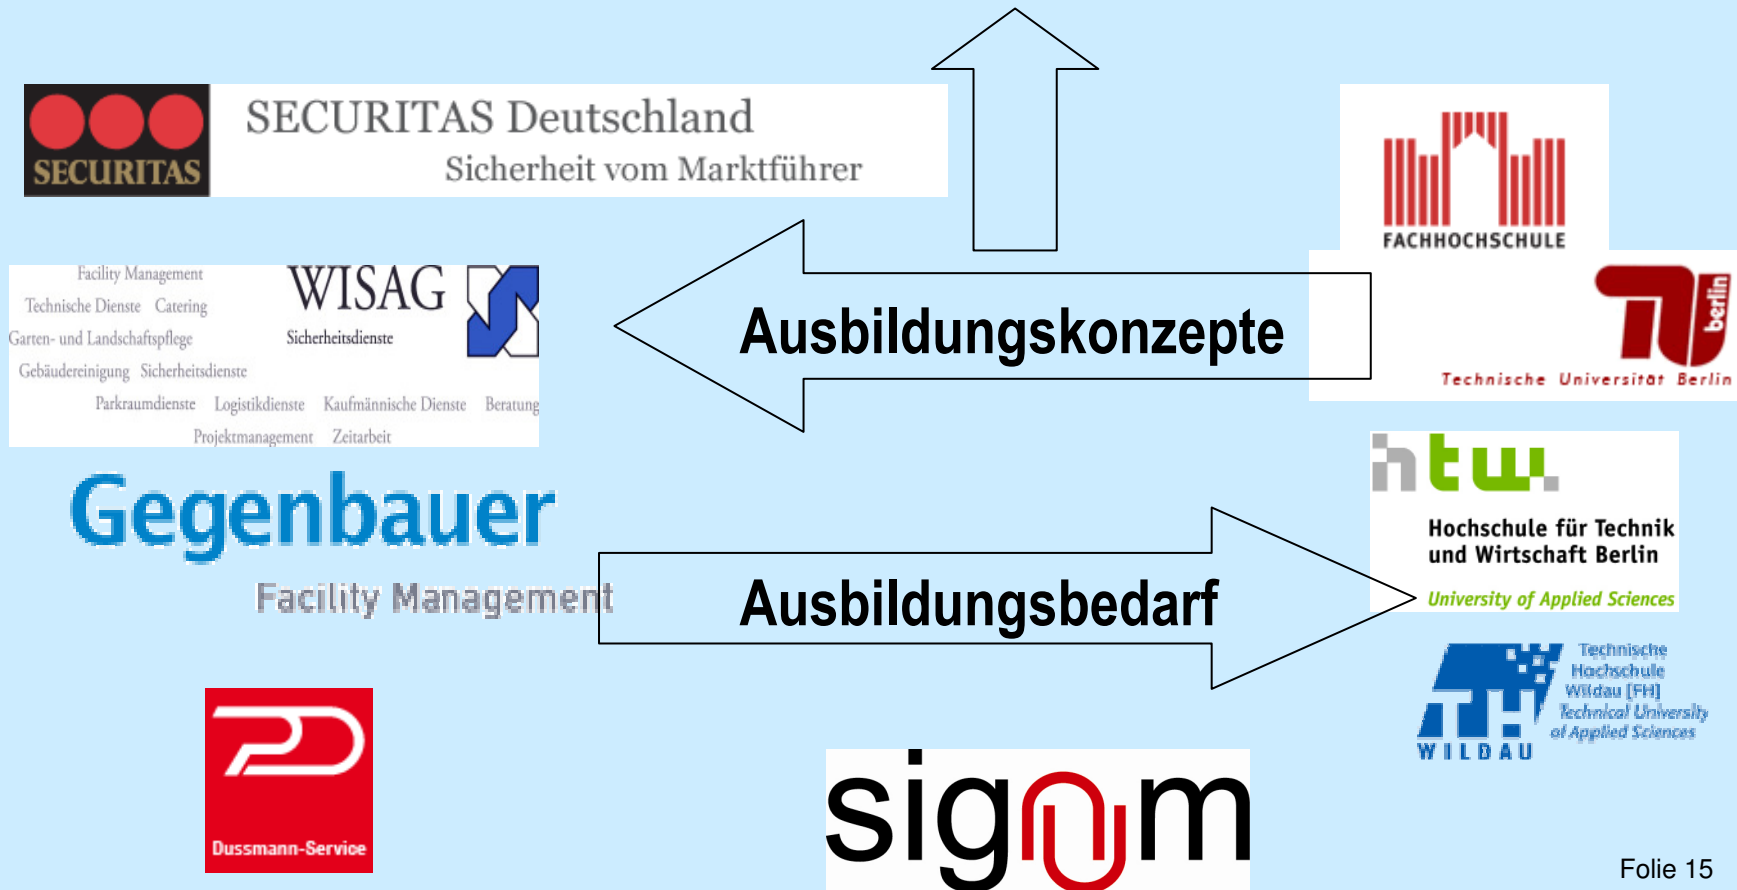 SECURITAS
SECURITAS Deutschland
Sicherheit vom Marktführer
FACHHOCHSCHULE
Facility Management
Technische Dienste Catering
Garten- und Landschaftspflege
Gebäudereinigung Sicherheitsdienste
Parkraumdienste Logistikdienste Kaufmännische Dienste Beratung
Projektmanagement Zeitarbeit
WISAG
Sicherheitsdienste
Ausbildungskonzepte
TU berlin
Technische Universität Berlin
Gegenbauer
Facility Management
Ausbildungsbedarf
htw.
Hochschule für Technik
und Wirtschaft Berlin
University of Applied Sciences
TH
WILDAU
Technische
Hochschule
Wildau [FH]
Technical University
of Applied Sciences
Dussmann-Service
signum
Folie 15